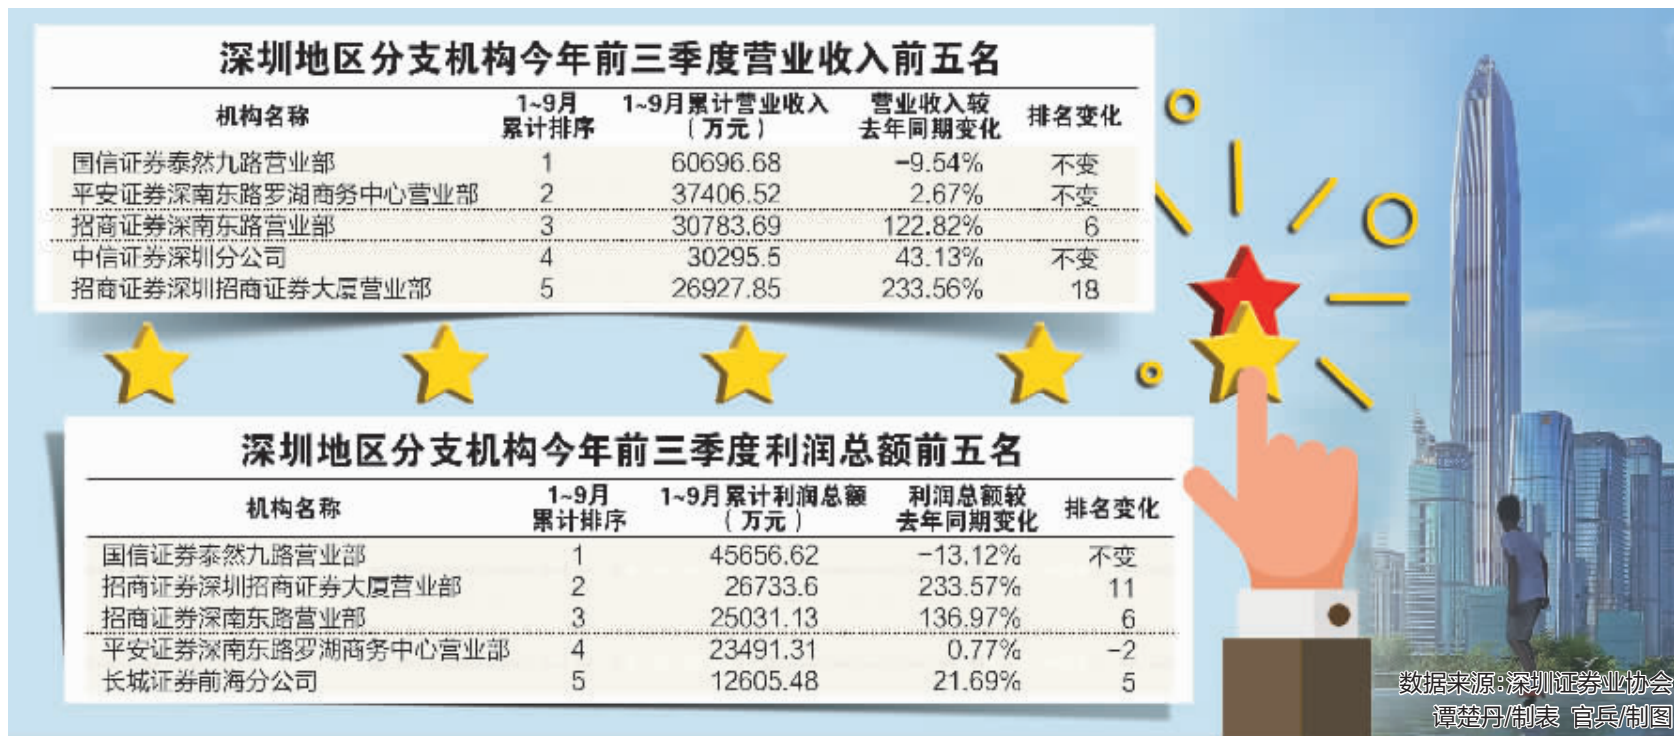 深圳地区分支机构今年前三季度营业收入前五名
机构名称 1~9月累计排序 1~9月累计营业收入（万元） 营业收入较去年同期变化 排名变化
国信证券泰然九路营业部 1 60696.68 -9.54% 不变
平安证券深南东路罗湖商务中心营业部 2 37406.52 2.67% 不变
招商证券深南东路营业部 3 30783.69 122.82% 6
中信证券深圳分公司 4 30295.5 43.13% 不变
招商证券深圳招商证券大厦营业部 5 26927.85 233.56% 18
深圳地区分支机构今年前三季度利润总额前五名
机构名称 1~9月累计排序 1~9月累计利润总额（万元） 利润总额较去年同期变化 排名变化
国信证券泰然九路营业部 1 45656.62 -13.12% 不变
招商证券深圳招商证券大厦营业部 2 26733.6 233.57% 11
招商证券深南东路营业部 3 25031.13 136.97% 6
平安证券深南东路罗湖商务中心营业部 4 23491.31 0.77% -2
长城证券前海分公司 5 12605.48 21.69% 5
数据来源：深圳证券业协会
谭楚丹/制表 官兵/制图